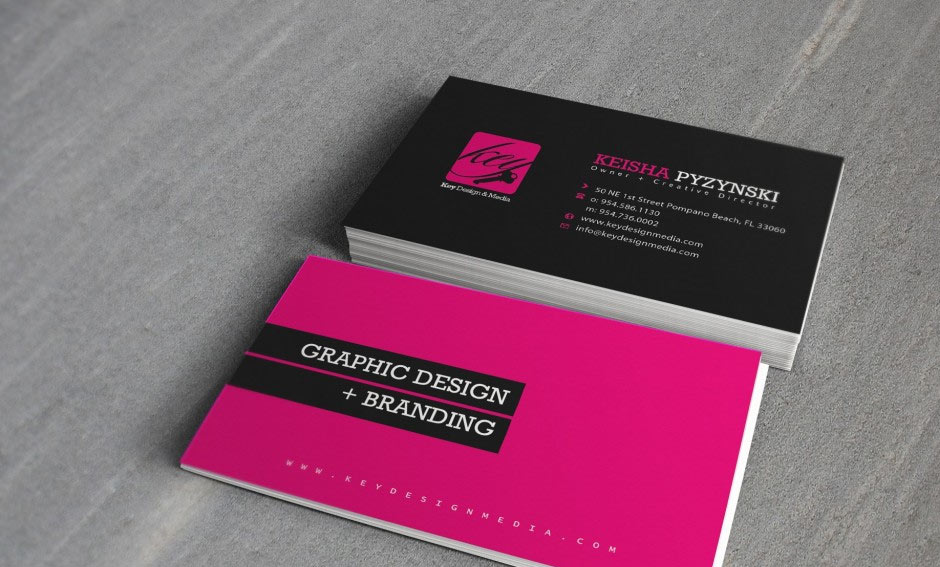 Key
Key Design & Media
KEISHA PYZYNSKI
Owner + Creative Director
50 NE 1st Street Pompano Beach, FL 33060
o: 954.586.1130
m: 954.736.0002
www.keydesignmedia.com
info@keydesignmedia.com
GRAPHIC DESIGN
+ BRANDING
WWW.KEYDESIGNMEDIA.COM